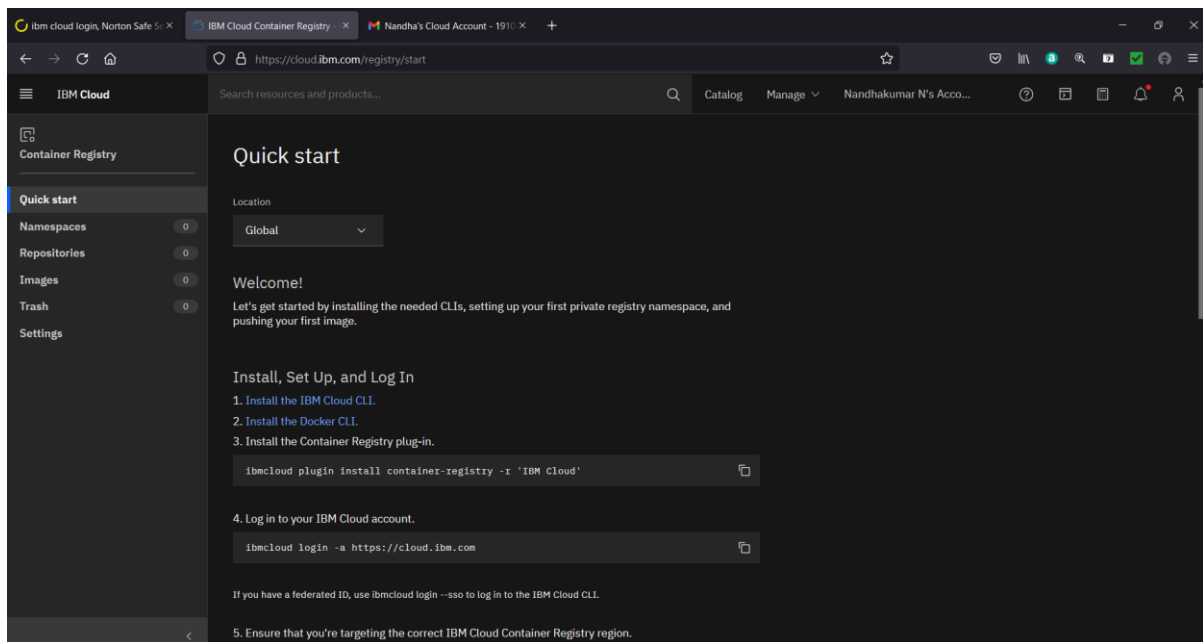 ibm cloud login, Norton Safe Se
IBM Cloud Container Registry -
Nandha's Cloud Account - 1910
https://cloud.ibm.com/registry/start
IBM Cloud
Search resources and products...
Catalog
Manage
Nandhakumar N's Acco...
Container Registry
Quick start
Namespaces 0
Repositories 0
Images 0
Trash 0
Settings
Quick start
Location
Global
Welcome!
Let's get started by installing the needed CLIs, setting up your first private registry namespace, and
pushing your first image.
Install, Set Up, and Log In
1. Install the IBM Cloud CLI.
2. Install the Docker CLI.
3. Install the Container Registry plug-in.
ibmcloud plugin install container-registry -r 'IBM Cloud'
4. Log in to your IBM Cloud account.
ibmcloud login -a https://cloud.ibm.com
If you have a federated ID, use ibmcloud login --sso to log in to the IBM Cloud CLI.
5. Ensure that you're targeting the correct IBM Cloud Container Registry region.